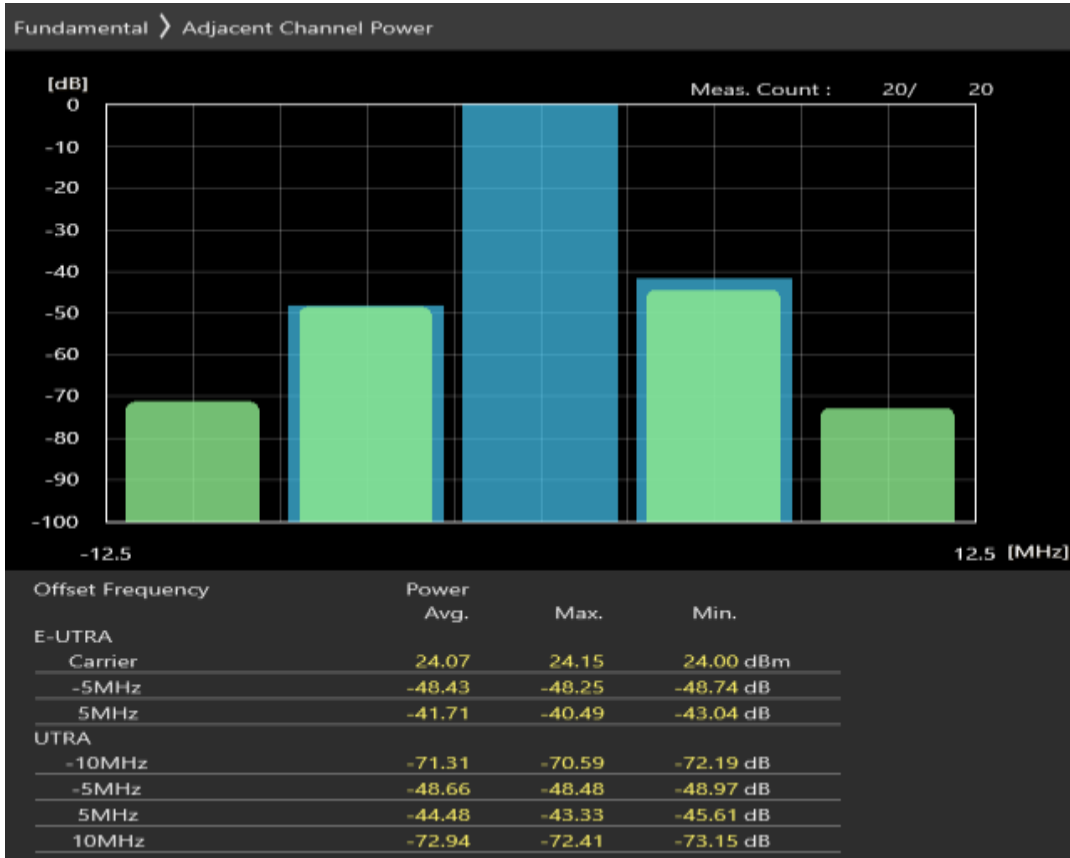 Fundamental 〉 Adjacent Channel Power
[dB]
Meas. Count : 20/ 20
0
-10
-20
-30
-40
-50
-60
-70
-80
-90
-100
-12.5 12.5 [MHz]
Offset Frequency Power
Avg. Max. Min.
E-UTRA
Carrier 24.07 24.15 24.00 dBm
-5MHz -48.43 -48.25 -48.74 dB
5MHz -41.71 -40.49 -43.04 dB
UTRA
-10MHz -71.31 -70.59 -72.19 dB
-5MHz -48.66 -48.48 -48.97 dB
5MHz -44.48 -43.33 -45.61 dB
10MHz -72.94 -72.41 -73.15 dB